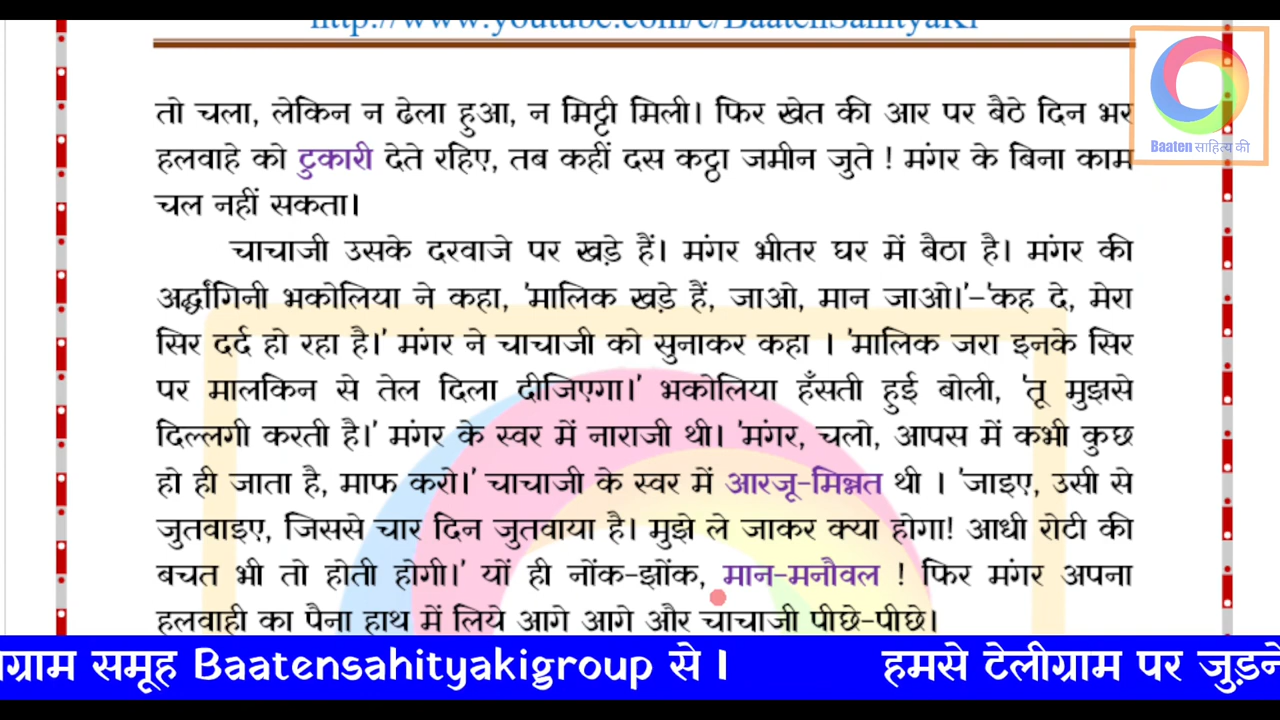 http://www.youtube.com/c/BaatenSahityaKi
तो चला, लेकिन न ढेला हुआ, न मिट्टी मिली। फिर खेत की आर पर बैठे दिन भर
हलवाहे को टुकारी देते रहिए, तब कहीं दस कट्ठा जमीन जुते ! मंगर के बिना काम
चल नहीं सकता।
चाचाजी उसके दरवाजे पर खड़े हैं। मंगर भीतर घर में बैठा है। मंगर की
अर्द्धांगिनी भकोलिया ने कहा, 'मालिक खड़े हैं, जाओ, मान जाओ।'-'कह दे, मेरा
सिर दर्द हो रहा है।' मंगर ने चाचाजी को सुनाकर कहा । 'मालिक जरा इनके सिर
पर मालकिन से तेल दिला दीजिएगा।' भकोलिया हँसती हुई बोली, 'तू मुझसे
दिल्लगी करती है।' मंगर के स्वर में नाराजी थी। 'मंगर, चलो, आपस में कभी कुछ
हो ही जाता है, माफ करो।' चाचाजी के स्वर में आरजू-मिन्नत थी । 'जाइए, उसी से
जुतवाइए, जिससे चार दिन जुतवाया है। मुझे ले जाकर क्या होगा! आधी रोटी की
बचत भी तो होती होगी।' यों ही नोंक-झोंक, मान-मनौवल ! फिर मंगर अपना
हलवाही का पैना हाथ में लिये आगे आगे और चाचाजी पीछे-पीछे।
Baaten साहित्य की
ग्राम समूह Baatensahityakigroup से । हमसे टेलीग्राम पर जुड़ने